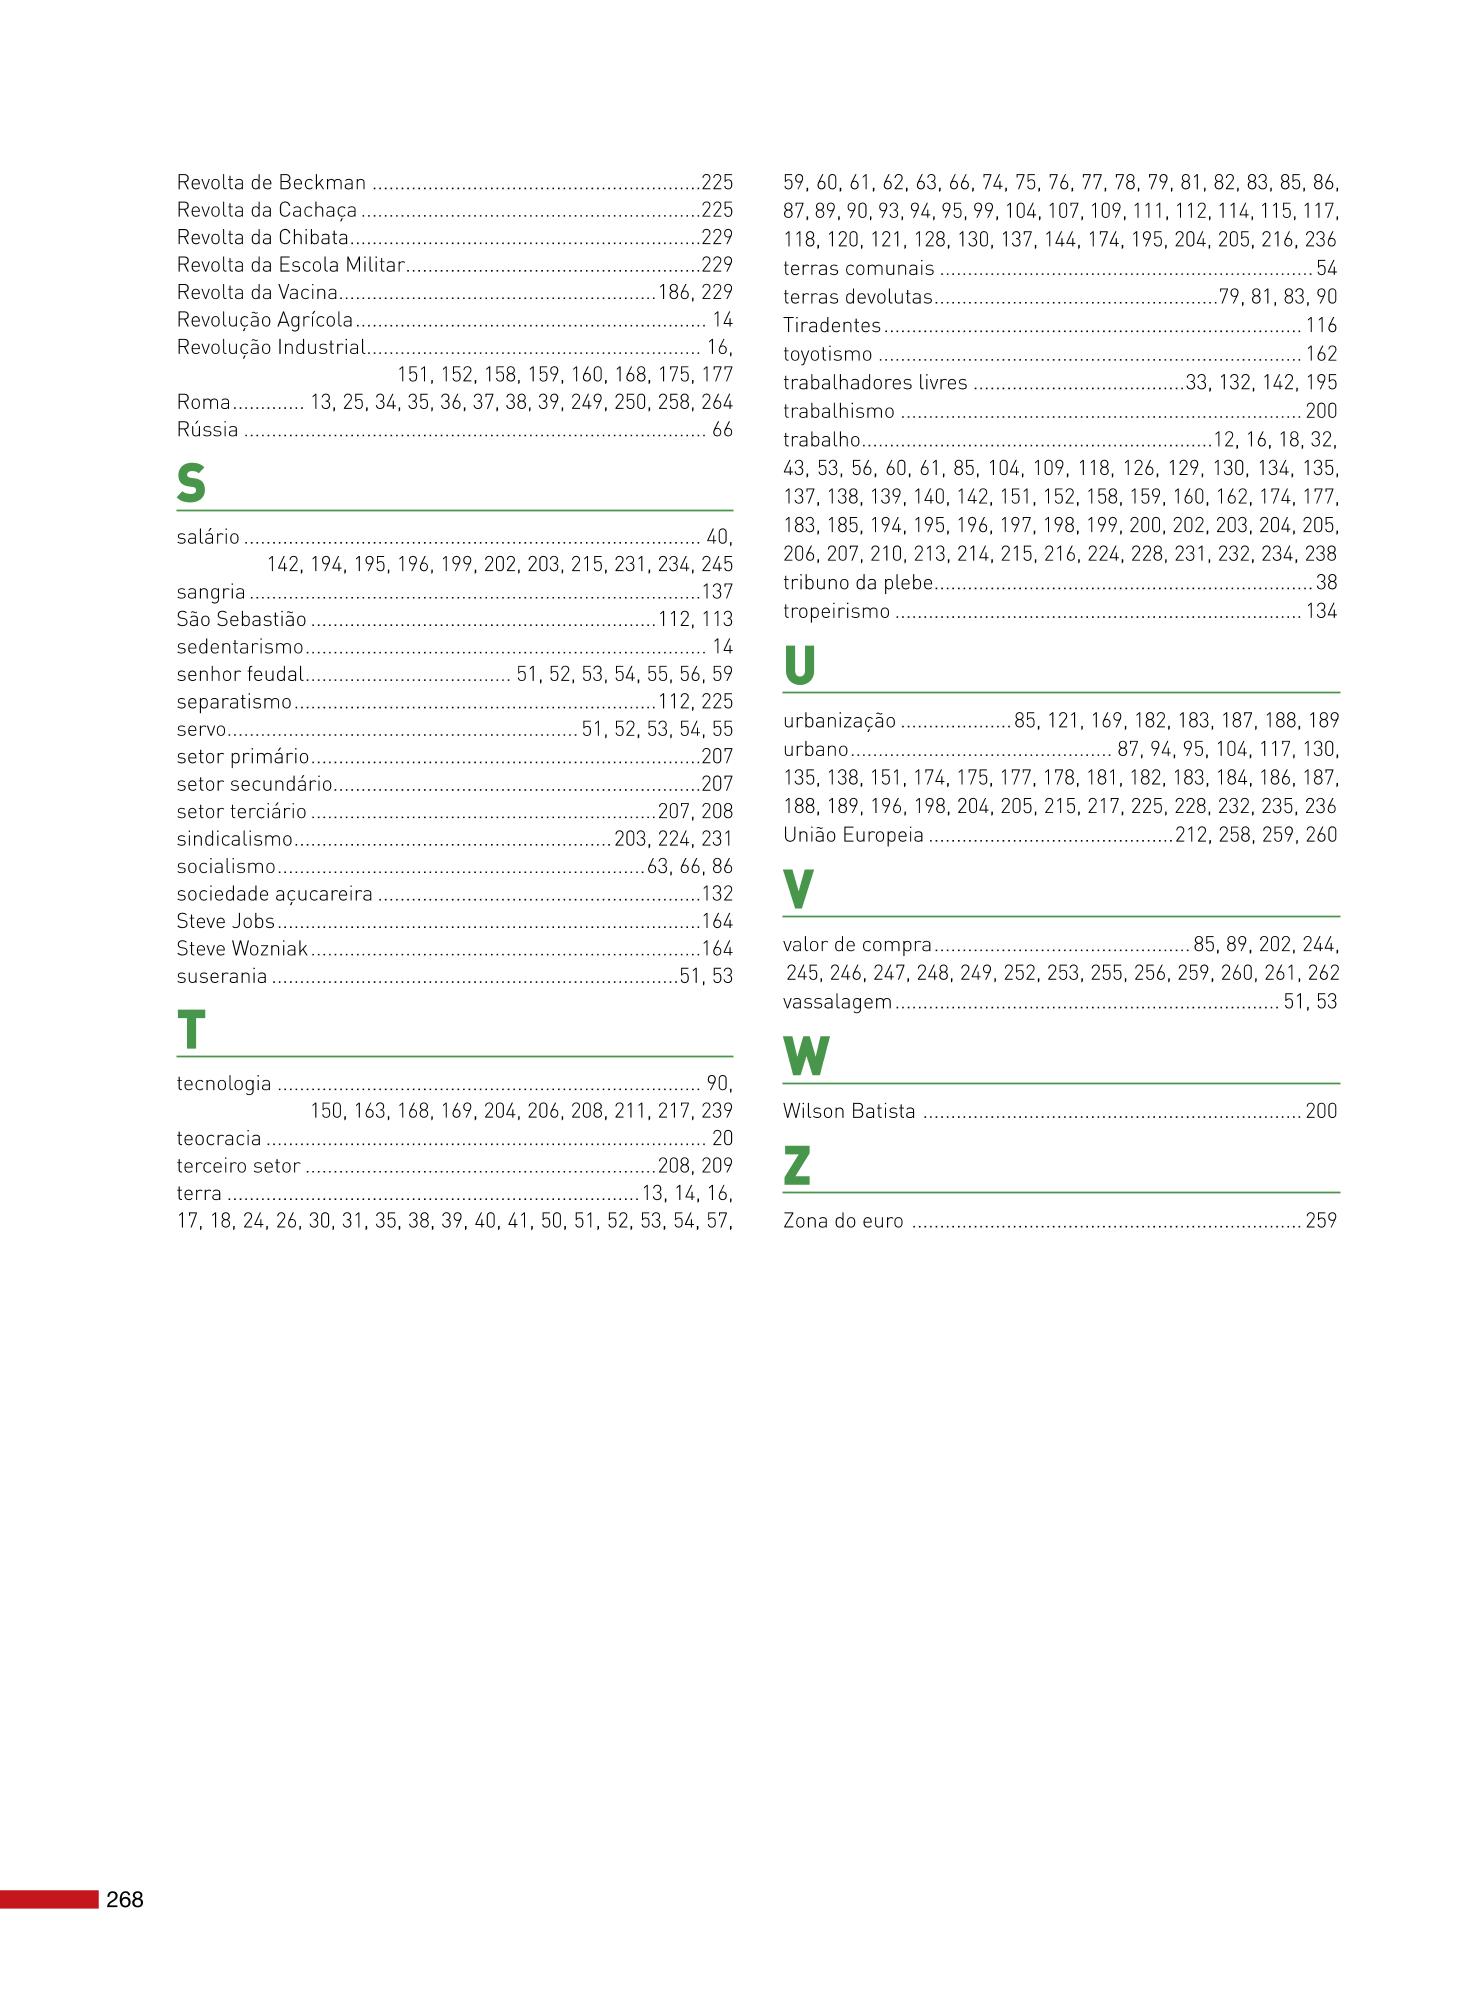 Revolta de Beckman ...........................................................225
Revolta da Cachaça .............................................................225
Revolta da Chibata...............................................................229
Revolta da Escola Militar.....................................................229
Revolta da Vacina.........................................................186, 229
Revolução Agrícola............................................................... 14
Revolução Industrial............................................................ 16,
151, 152, 158, 159, 160, 168, 175, 177
Roma............. 13, 25, 34, 35, 36, 37, 38, 39, 249, 250, 258, 264
Rússia ................................................................................... 66
S
salário .................................................................................. 40,
142, 194, 195, 196, 199, 202, 203, 215, 231, 234, 245
sangria .................................................................................137
São Sebastião ..............................................................112, 113
sedentarismo........................................................................ 14
senhor feudal..................................... 51, 52, 53, 54, 55, 56, 59
separatismo.................................................................112, 225
servo............................................................... 51, 52, 53, 54, 55
setor primário......................................................................207
setor secundário..................................................................207
setor terciário ..............................................................207, 208
sindicalismo......................................................... 203, 224, 231
socialismo..................................................................63, 66, 86
sociedade açucareira ..........................................................132
Steve Jobs............................................................................164
Steve Wozniak......................................................................164
suserania .........................................................................51, 53
T
tecnologia ............................................................................ 90,
150, 163, 168, 169, 204, 206, 208, 211, 217, 239
teocracia ............................................................................... 20
terceiro setor ...............................................................208, 209
terra ..........................................................................13, 14, 16,
17, 18, 24, 26, 30, 31, 35, 38, 39, 40, 41, 50, 51, 52, 53, 54, 57,
59, 60, 61, 62, 63, 66, 74, 75, 76, 77, 78, 79, 81, 82, 83, 85, 86,
87, 89, 90, 93, 94, 95, 99, 104, 107, 109, 111, 112, 114, 115, 117,
118, 120, 121, 128, 130, 137, 144, 174, 195, 204, 205, 216, 236
terras comunais ................................................................... 54
terras devolutas...................................................79, 81, 83, 90
Tiradentes........................................................................... 116
toyotismo ............................................................................ 162
trabalhadores livres ......................................33, 132, 142, 195
trabalhismo ........................................................................ 200
trabalho...............................................................12, 16, 18, 32,
43, 53, 56, 60, 61, 85, 104, 109, 118, 126, 129, 130, 134, 135,
137, 138, 139, 140, 142, 151, 152, 158, 159, 160, 162, 174, 177,
183, 185, 194, 195, 196, 197, 198, 199, 200, 202, 203, 204, 205,
206, 207, 210, 213, 214, 215, 216, 224, 228, 231, 232, 234, 238
tribuno da plebe.................................................................... 38
tropeirismo ......................................................................... 134
U
urbanização ....................85, 121, 169, 182, 183, 187, 188, 189
urbano............................................... 87, 94, 95, 104, 117, 130,
135, 138, 151, 174, 175, 177, 178, 181, 182, 183, 184, 186, 187,
188, 189, 196, 198, 204, 205, 215, 217, 225, 228, 232, 235, 236
União Europeia ............................................212, 258, 259, 260
V
valor de compra.............................................. 85, 89, 202, 244,
245, 246, 247, 248, 249, 252, 253, 255, 256, 259, 260, 261, 262
vassalagem..................................................................... 51, 53
W
Wilson Batista .................................................................... 200
Z
Zona do euro ...................................................................... 259
268